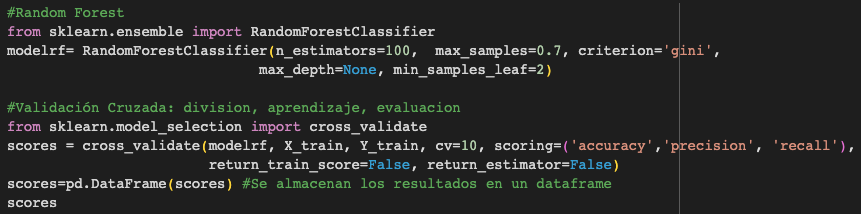 #Random Forest
from sklearn.ensemble import RandomForestClassifier
modelrf= RandomForestClassifier(n_estimators=100,  max_samples=0.7, criterion='gini',
                              max_depth=None, min_samples_leaf=2)

#Validación Cruzada: division, aprendizaje, evaluacion
from sklearn.model_selection import cross_validate
scores = cross_validate(modelrf, X_train, Y_train, cv=10, scoring=('accuracy','precision', 'recall'),
                        return_train_score=False, return_estimator=False)
scores=pd.DataFrame(scores) #Se almacenan los resultados en un dataframe
scores